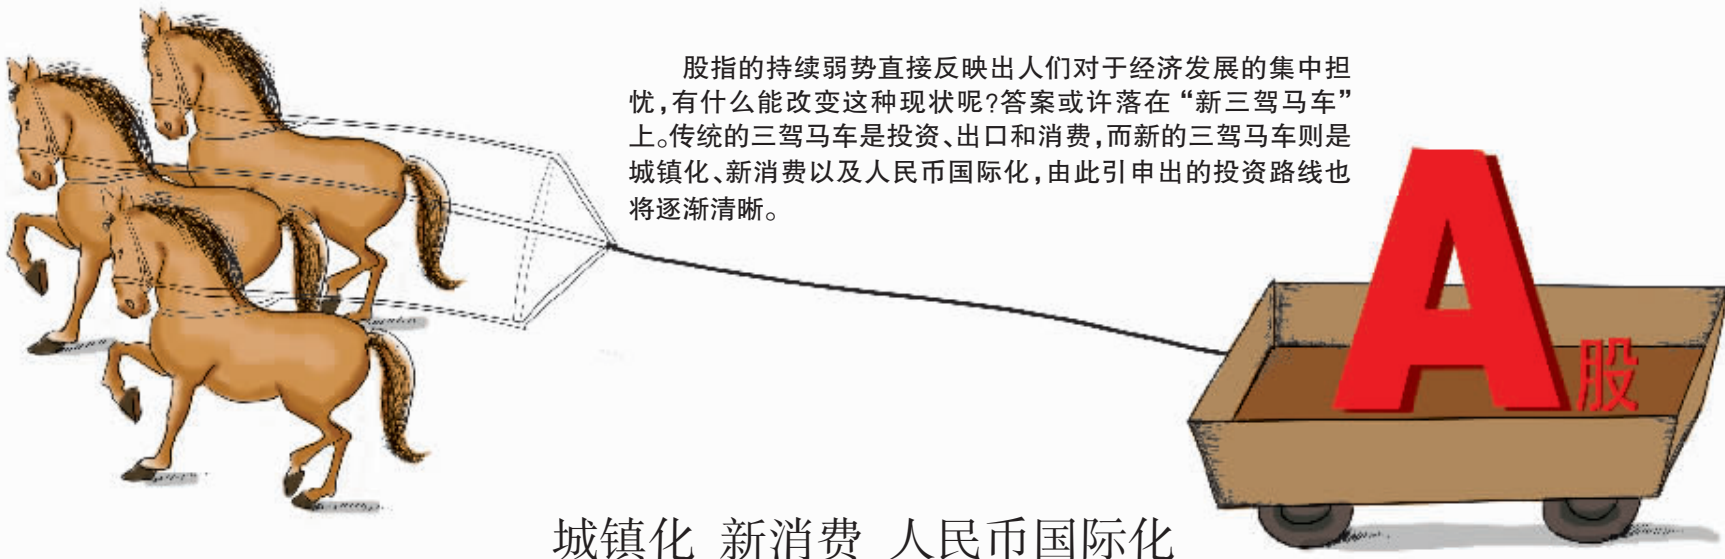 股指的持续弱势直接反映出人们对于经济发展的集中担
忧,有什么能改变这种现状呢?答案或许落在“新三驾马车”
上。传统的三驾马车是投资、出口和消费,而新的三驾马车则是
城镇化、新消费以及人民币国际化,由此引申出的投资路线也
将逐渐清晰。
A股
城镇化 新消费 人民币国际化